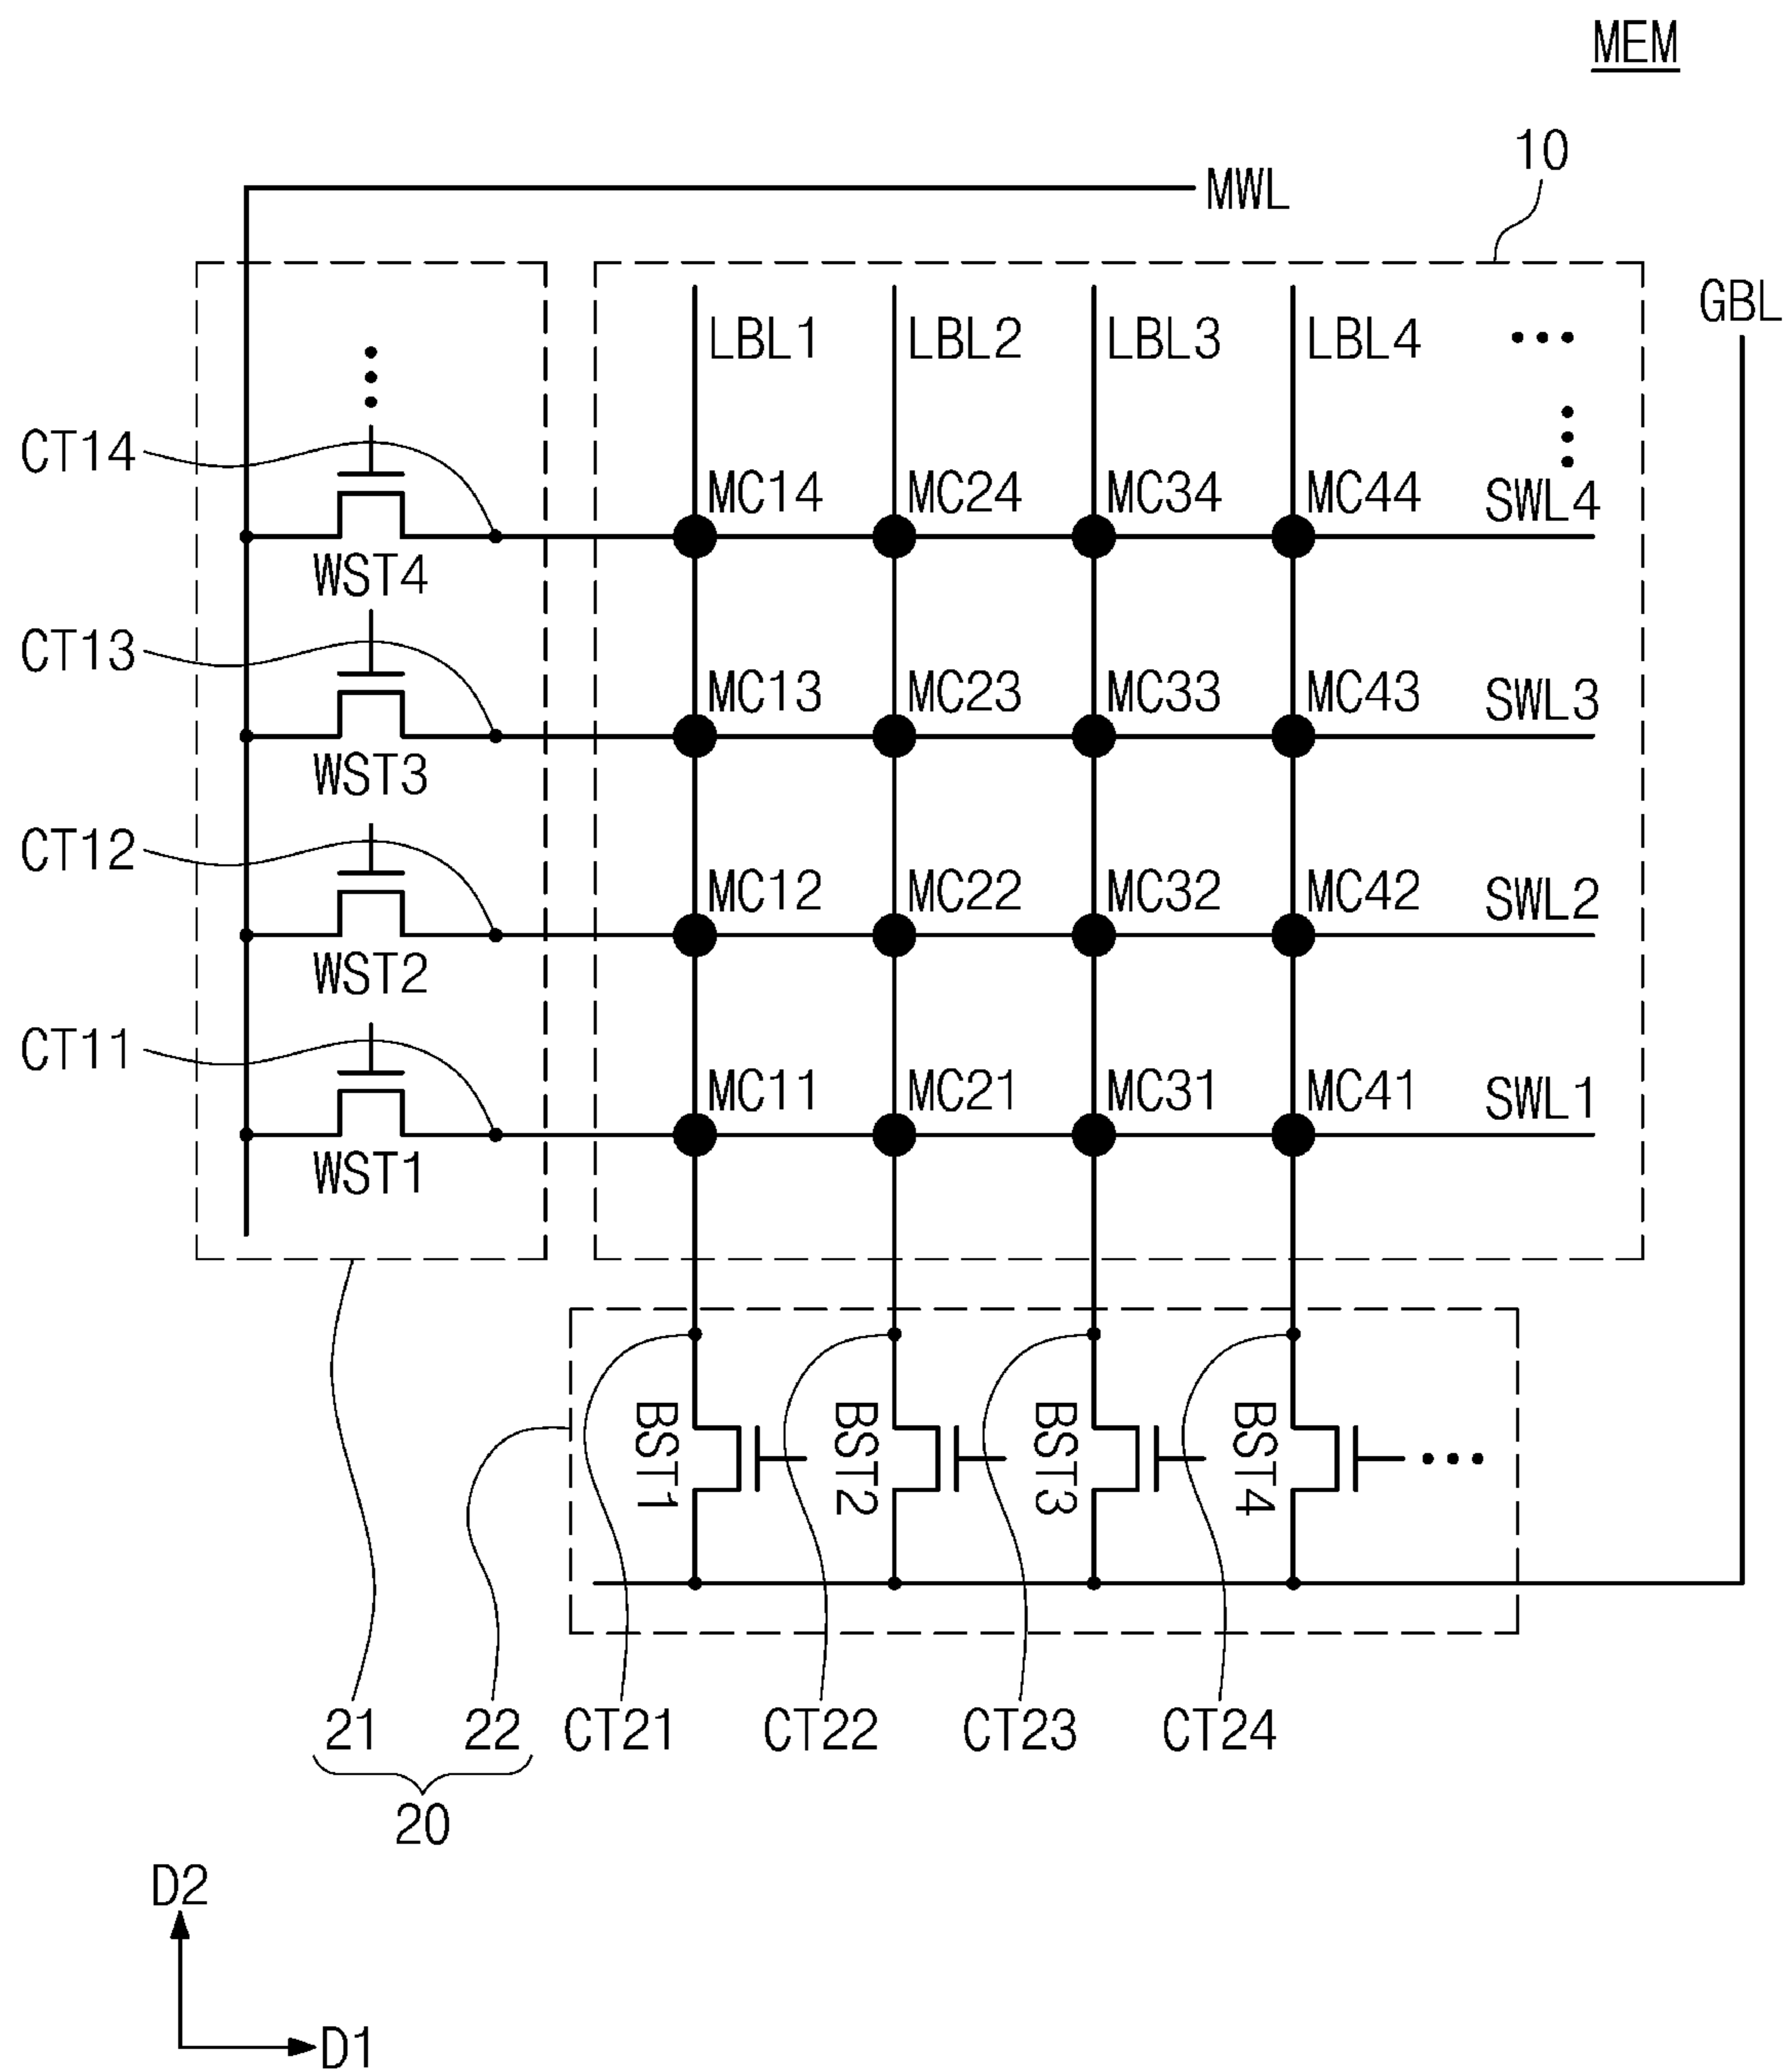 MEM
10
MWL
GBL
LBL1 LBL2 LBL3 LBL4
CT14 MC14 MC24 MC34 MC44 SWL4
WST4
CT13 MC13 MC23 MC33 MC43 SWL3
WST3
CT12 MC12 MC22 MC32 MC42 SWL2
WST2
CT11 MC11 MC21 MC31 MC41 SWL1
WST1
BST1 BST2 BST3 BST4
21 22 CT21 CT22 CT23 CT24
20
D2
D1